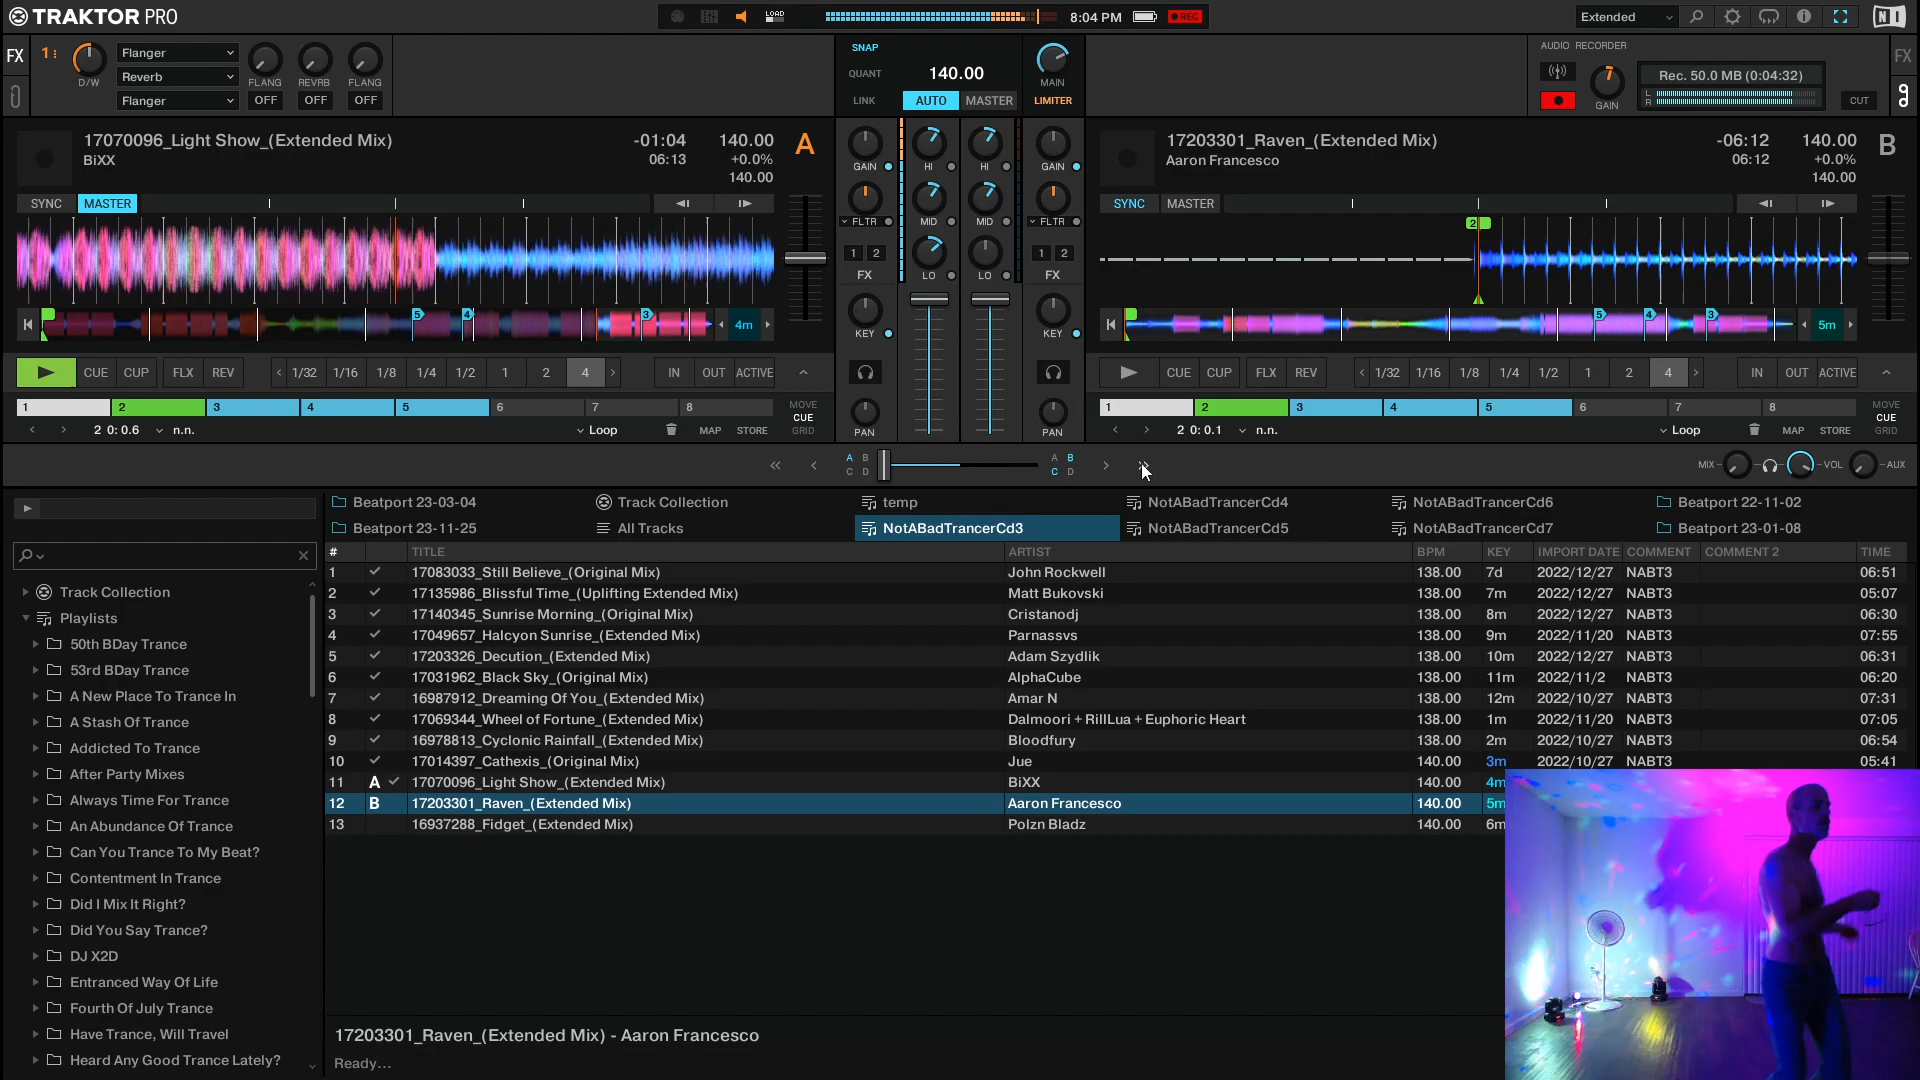 TRAKTOR PRO
LOAD
8:04 PM
REC
Extended
FX
1
D/W
Flanger
Reverb
Flanger
FLANG
REVRB
FLANG
OFF
OFF
OFF
SNAP
QUANT
LINK
140.00
AUTO
MASTER
MAIN
LIMITER
AUDIO RECORDER
GAIN
Rec. 50.0 MB (0:04:32)
L
R
CUT
FX
17070096_Light Show_(Extended Mix)
BiXX
-01:04
06:13
140.00
+0.0%
140.00
A
SYNC
MASTER
5
4
3
4m
CUE
CUP
FLX
REV
1/32
1/16
1/8
1/4
1/2
1
2
4
IN
OUT
ACTIVE
1
2
3
4
5
6
7
8
MOVE
CUE
GRID
2 0: 0.6
n.n.
Loop
MAP
STORE
GAIN
HI
HI
GAIN
FLTR
MID
MID
FLTR
1
2
FX
LO
LO
1
2
FX
KEY
KEY
PAN
PAN
17203301_Raven_(Extended Mix)
Aaron Francesco
-06:12
06:12
140.00
+0.0%
140.00
B
SYNC
MASTER
2
5
4
3
5m
CUE
CUP
FLX
REV
1/32
1/16
1/8
1/4
1/2
1
2
4
IN
OUT
ACTIVE
1
2
3
4
5
6
7
8
MOVE
CUE
GRID
2 0: 0.1
n.n.
Loop
MAP
STORE
A B
C D
A B
C D
MIX
VOL
AUX
Beatport 23-03-04
Track Collection
temp
NotABadTrancerCd4
NotABadTrancerCd6
Beatport 22-11-02
Beatport 23-11-25
All Tracks
NotABadTrancerCd3
NotABadTrancerCd5
NotABadTrancerCd7
Beatport 23-01-08
Track Collection
Playlists
50th BDay Trance
53rd BDay Trance
A New Place To Trance In
A Stash Of Trance
Addicted To Trance
After Party Mixes
Always Time For Trance
An Abundance Of Trance
Can You Trance To My Beat?
Contentment In Trance
Did I Mix It Right?
Did You Say Trance?
DJ X2D
Entranced Way Of Life
Fourth Of July Trance
Have Trance, Will Travel
Heard Any Good Trance Lately?
# TITLE ARTIST BPM KEY IMPORT DATE COMMENT COMMENT 2 TIME
1 17083033_Still Believe_(Original Mix) John Rockwell 138.00 7d 2022/12/27 NABT3 06:51
2 17135986_Blissful Time_(Uplifting Extended Mix) Matt Bukovski 138.00 7m 2022/12/27 NABT3 05:07
3 17140345_Sunrise Morning_(Original Mix) Cristanodj 138.00 8m 2022/12/27 NABT3 06:30
4 17049657_Halcyon Sunrise_(Extended Mix) Parnassvs 138.00 9m 2022/11/20 NABT3 07:55
5 17203326_Decution_(Extended Mix) Adam Szydlik 138.00 10m 2022/12/27 NABT3 06:31
6 17031962_Black Sky_(Original Mix) AlphaCube 138.00 11m 2022/11/2 NABT3 06:20
7 16987912_Dreaming Of You_(Extended Mix) Amar N 138.00 12m 2022/10/27 NABT3 07:31
8 17069344_Wheel of Fortune_(Extended Mix) Dalmoori + RillLua + Euphoric Heart 138.00 1m 2022/11/20 NABT3 07:05
9 16978813_Cyclonic Rainfall_(Extended Mix) Bloodfury 138.00 2m 2022/10/27 NABT3 06:54
10 17014397_Cathexis_(Original Mix) Jue 140.00 3m 2022/10/27 NABT3 05:41
11 A 17070096_Light Show_(Extended Mix) BiXX 140.00 4m
12 B 17203301_Raven_(Extended Mix) Aaron Francesco 140.00 5m
13 16937288_Fidget_(Extended Mix) Polzn Bladz 140.00 6m
17203301_Raven_(Extended Mix) - Aaron Francesco
Ready...